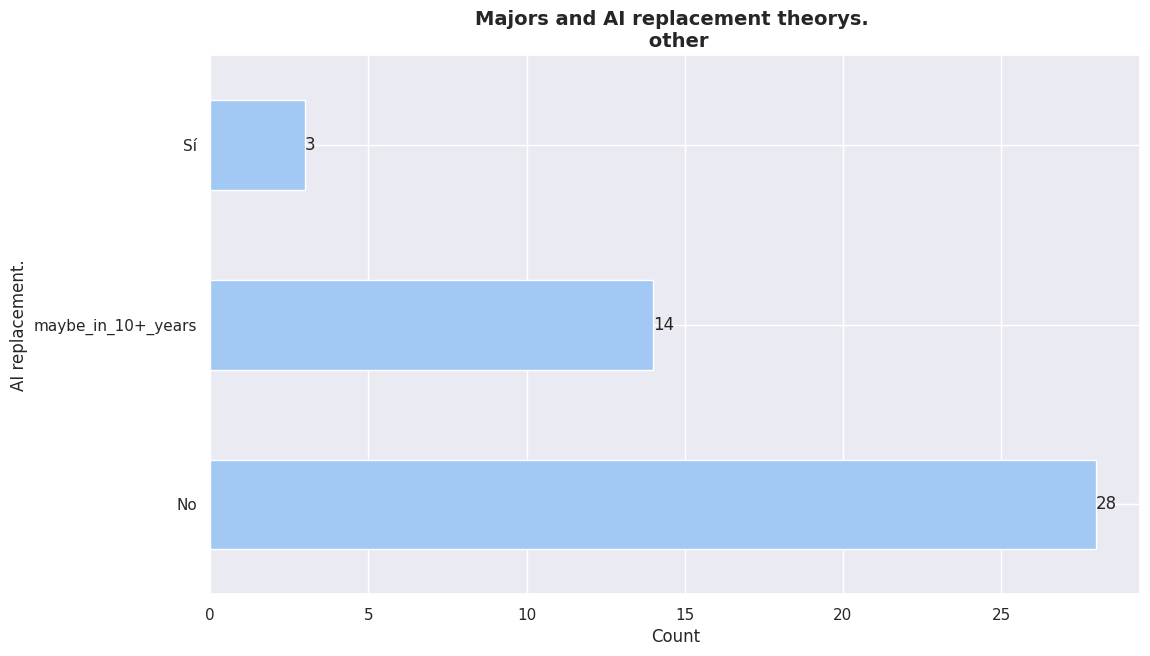 Majors and AI replacement theorys.
other
Sí
3
maybe_in_10+_years
14
No
28
AI replacement.
0 5 10 15 20 25
Count